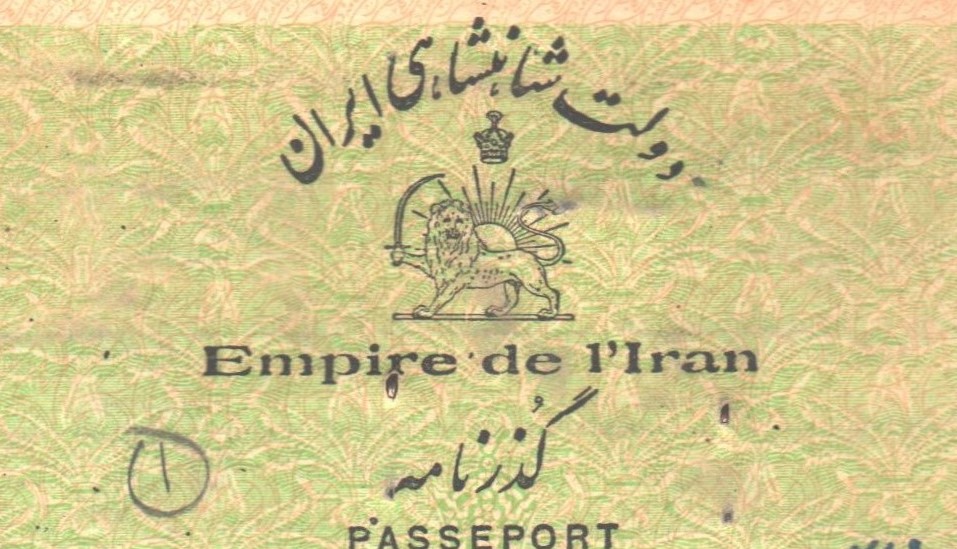 دولت شاهنشاهی ایران
Empire de l'Iran
گذرنامه
۱
PASSEPORT